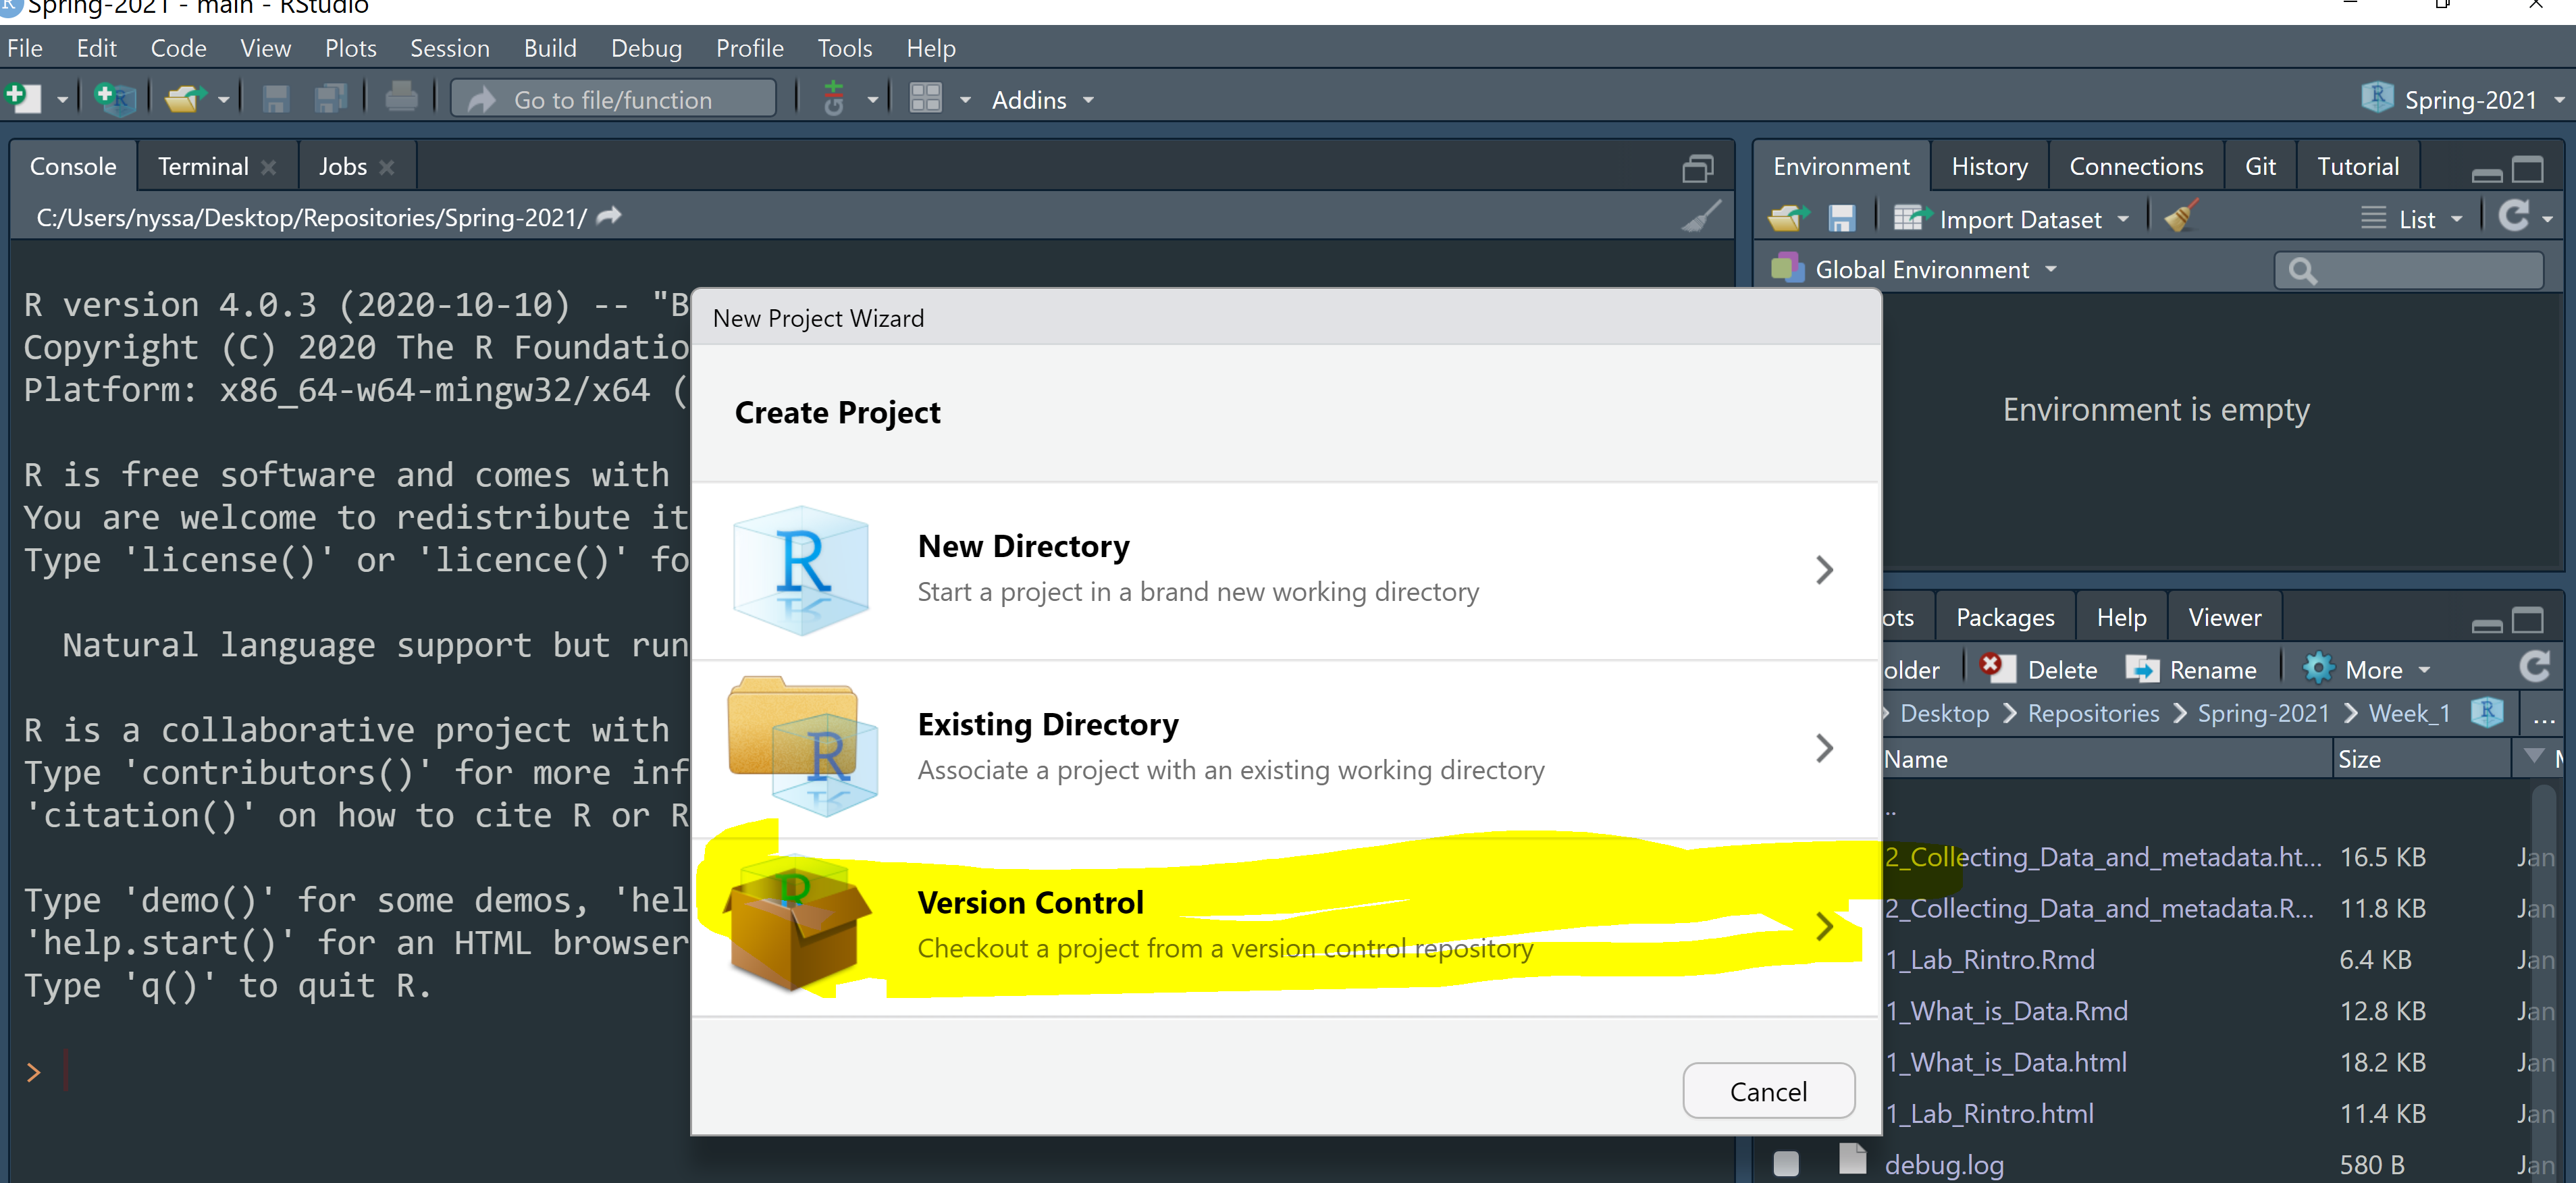 Spring-2021 - main - RStudio
File Edit Code View Plots Session Build Debug Profile Tools Help
Go to file/function Addins Spring-2021
Console Terminal Jobs
C:/Users/nyssa/Desktop/Repositories/Spring-2021/
R version 4.0.3 (2020-10-10) -- "B
Copyright (C) 2020 The R Foundatio
Platform: x86_64-w64-mingw32/x64 (
R is free software and comes with
You are welcome to redistribute it
Type 'license()' or 'licence()' fo
Natural language support but run
R is a collaborative project with
Type 'contributors()' for more inf
'citation()' on how to cite R or R
Type 'demo()' for some demos, 'hel
'help.start()' for an HTML browser
Type 'q()' to quit R.
>
New Project Wizard
Create Project
R
New Directory
Start a project in a brand new working directory
R
Existing Directory
Associate a project with an existing working directory
R
Version Control
Checkout a project from a version control repository
Cancel
Environment History Connections Git Tutorial
Import Dataset List
Global Environment
Environment is empty
ots Packages Help Viewer
older Delete Rename More
Desktop Repositories Spring-2021 Week_1 ...
Name Size M
..
2_Collecting_Data_and_metadata.ht... 16.5 KB Jan
2_Collecting_Data_and_metadata.R... 11.8 KB Jan
1_Lab_Rintro.Rmd 6.4 KB Jan
1_What_is_Data.Rmd 12.8 KB Jan
1_What_is_Data.html 18.2 KB Jan
1_Lab_Rintro.html 11.4 KB Jan
debug.log 580 B Jan